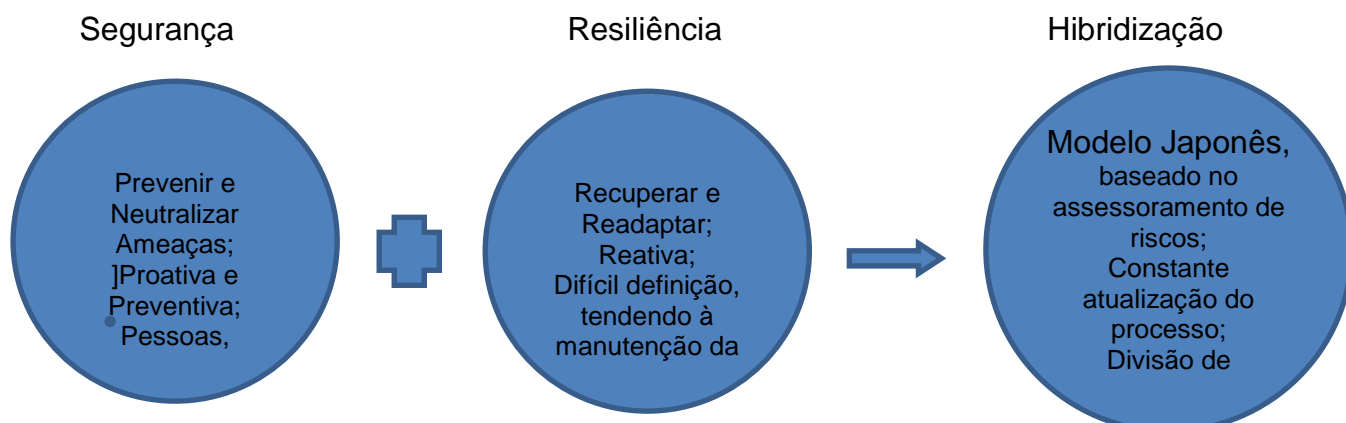 Segurança
Resiliência
Hibridização
Prevenir e
Neutralizar
Ameaças;
]Proativa e
Preventiva;
Pessoas,
Recuperar e
Readaptar;
Reativa;
Difícil definição,
tendendo à
manutenção da
Modelo Japonês,
baseado no
assessoramento de
riscos;
Constante
atualização do
processo;
Divisão de